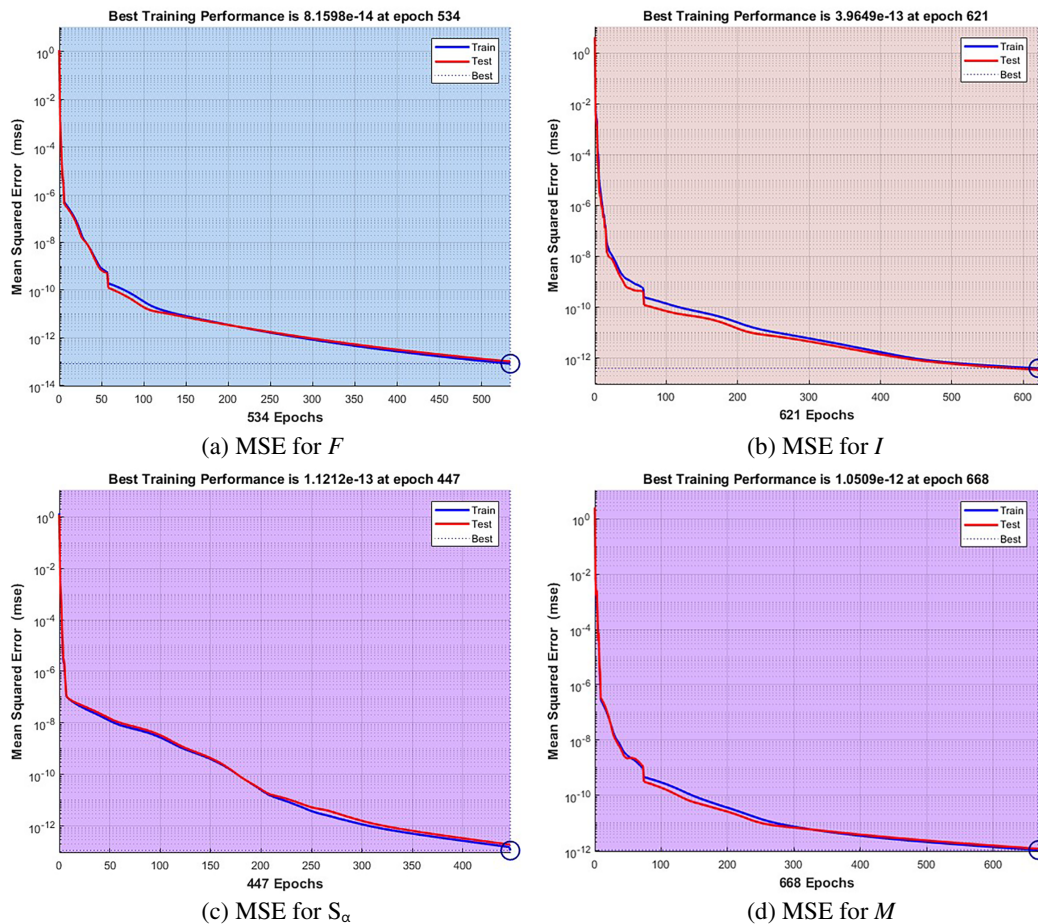 Best Training Performance is 8.1598e-14 at epoch 534
Mean Squared Error (mse)
10^0
10^-2
10^-4
10^-6
10^-8
10^-10
10^-12
10^-14
Train
Test
Best
0 50 100 150 200 250 300 350 400 450 500
534 Epochs
(a) MSE for F
Best Training Performance is 3.9649e-13 at epoch 621
Mean Squared Error (mse)
10^0
10^-2
10^-4
10^-6
10^-8
10^-10
10^-12
Train
Test
Best
0 100 200 300 400 500 600
621 Epochs
(b) MSE for I
Best Training Performance is 1.1212e-13 at epoch 447
Mean Squared Error (mse)
10^0
10^-2
10^-4
10^-6
10^-8
10^-10
10^-12
Train
Test
Best
0 50 100 150 200 250 300 350 400
447 Epochs
(c) MSE for S_α
Best Training Performance is 1.0509e-12 at epoch 668
Mean Squared Error (mse)
10^0
10^-2
10^-4
10^-6
10^-8
10^-10
10^-12
Train
Test
Best
0 100 200 300 400 500 600
668 Epochs
(d) MSE for M